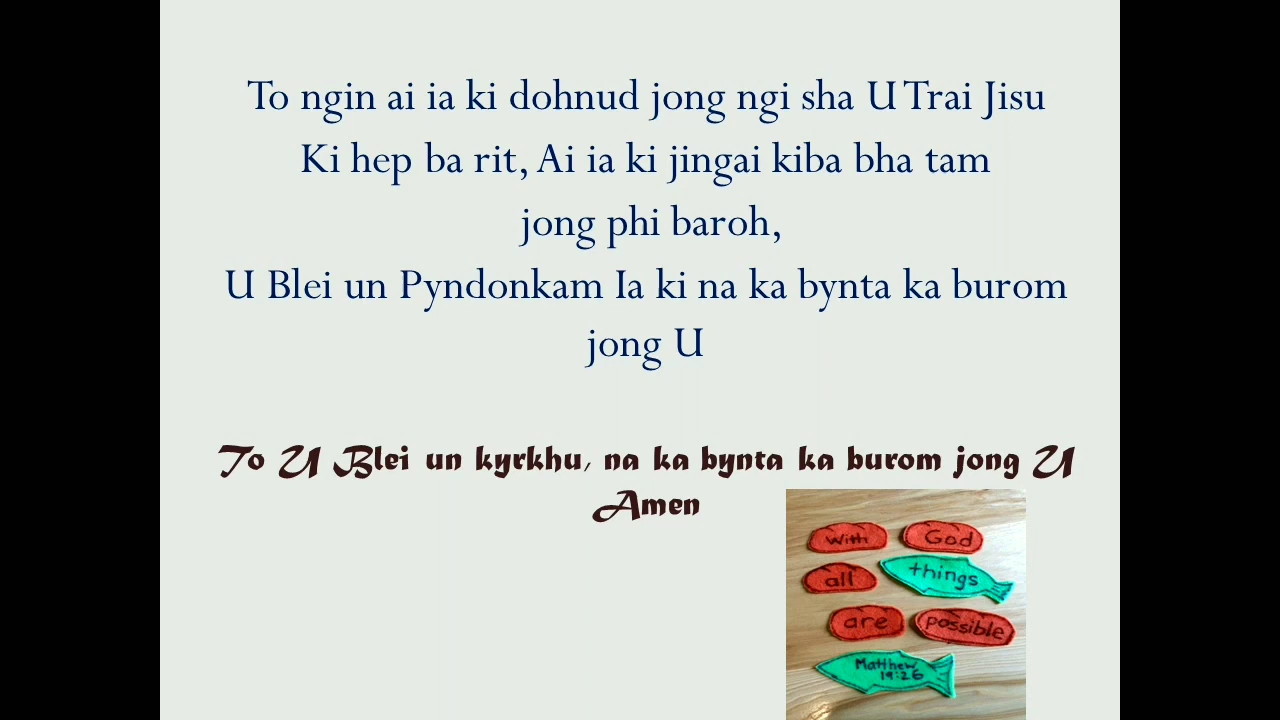 To ngin ai ia ki dohnud jong ngi sha U Trai Jisu
Ki hep ba rit, Ai ia ki jingai kiba bha tam
jong phi baroh,
U Blei un Pyndonkam Ia ki na ka bynta ka burom
jong U
To U Blei un kyrkhu, na ka bynta ka burom jong U
Amen
with God
all things
are possible
Matthew
19:26